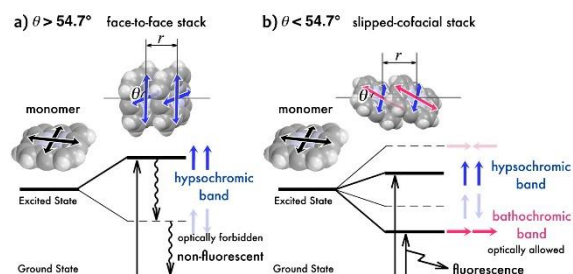 a) θ > 54.7° face-to-face stack
r
θ
monomer
hypsochromic
band
Excited State
optically forbidden
non-fluorescent
Ground State
b) θ < 54.7° slipped-cofacial stack
r
θ
monomer
hypsochromic
band
Excited State
bathochromic
band
optically allowed
Ground State
fluorescence